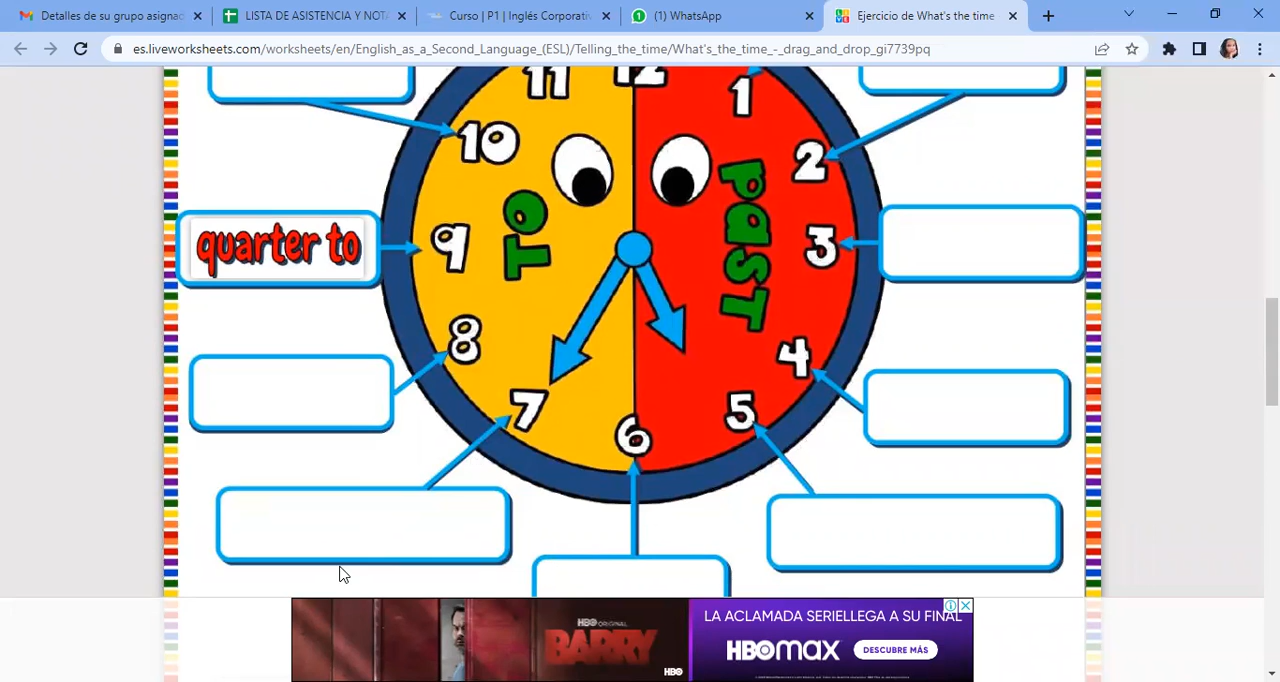 Detalles de su grupo asigna
LISTA DE ASISTENCIA Y NOTA
Curso | P1 | Inglés Corporati
(1) WhatsApp
Ejercicio de What's the time
es.liveworksheets.com/worksheets/en/English_as_a_Second_Language_(ESL)/Telling_the_time/What's_the_time_-_drag_and_drop_gi7739pq
11 12 1
10 2
quarter to 9 TO PAST 3
8 4
7 6 5
HBO ORIGINAL
BARRY
HBO
LA ACLAMADA SERIE LLEGA A SU FINAL
HBOmax DESCUBRE MÁS